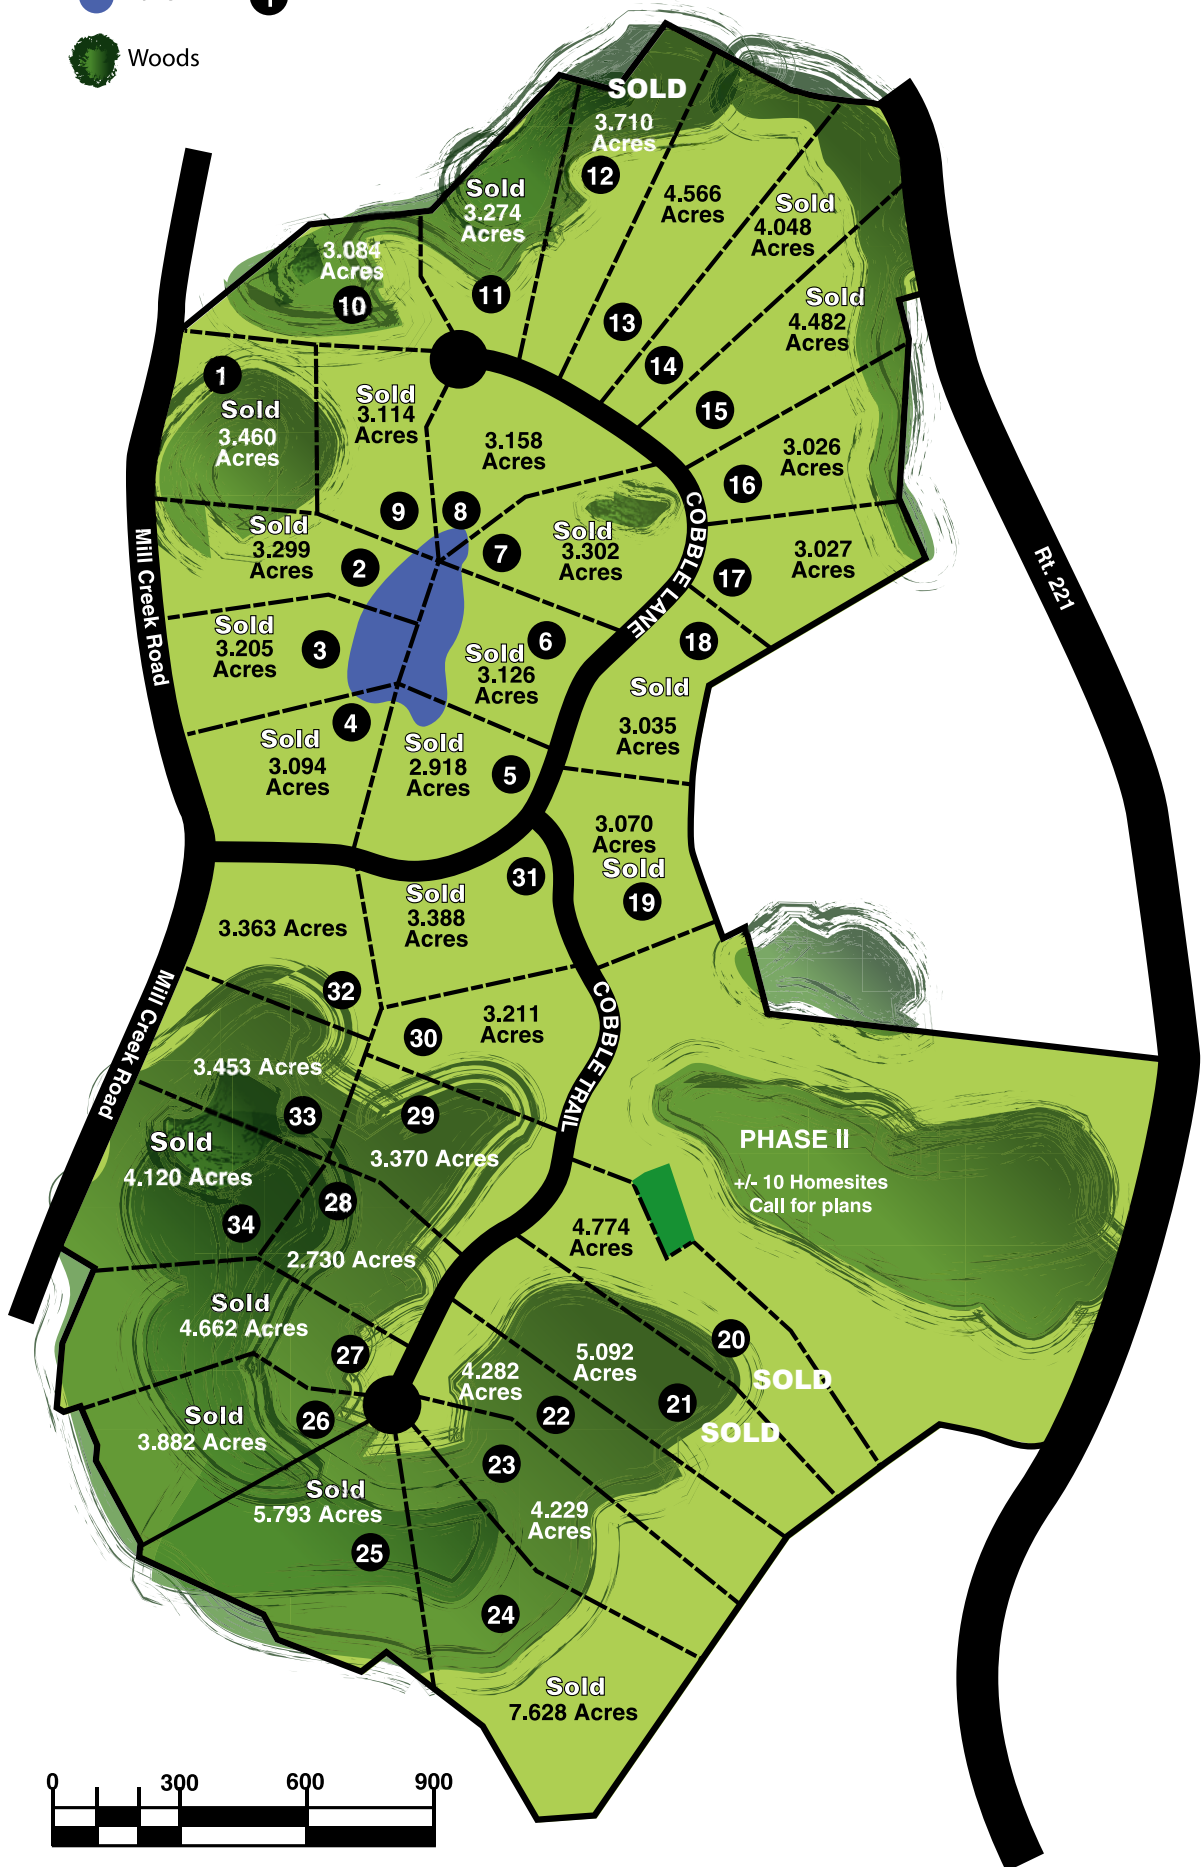 1
Woods
SOLD
3.710
Acres
12
Sold
3.274
Acres
11
4.566
Acres
13
Sold
4.048
Acres
14
3.084
Acres
10
Sold
4.482
Acres
15
1
Sold
3.460
Acres
Sold
3.114
Acres
9
3.158
Acres
8
3.026
Acres
16
Sold
3.299
Acres
2
7
Sold
3.302
Acres
COBBLE LANE
3.027
Acres
17
Mill Creek Road
Rt. 221
Sold
3.205
Acres
3
Sold
3.126
Acres
6
18
Sold
3.035
Acres
4
Sold
3.094
Acres
Sold
2.918
Acres
5
3.070
Acres
Sold
19
31
Sold
3.388
Acres
3.363 Acres
32
Mill Creek Road
30
3.211
Acres
COBBLE TRAIL
3.453 Acres
33
29
3.370 Acres
PHASE II
+/- 10 Homesites
Call for plans
Sold
4.120 Acres
34
28
2.730 Acres
4.774
Acres
20
SOLD
Sold
4.662 Acres
27
5.092
Acres
21
SOLD
4.282
Acres
22
Sold
3.882 Acres
26
23
4.229
Acres
Sold
5.793 Acres
25
24
Sold
7.628 Acres
0 300 600 900